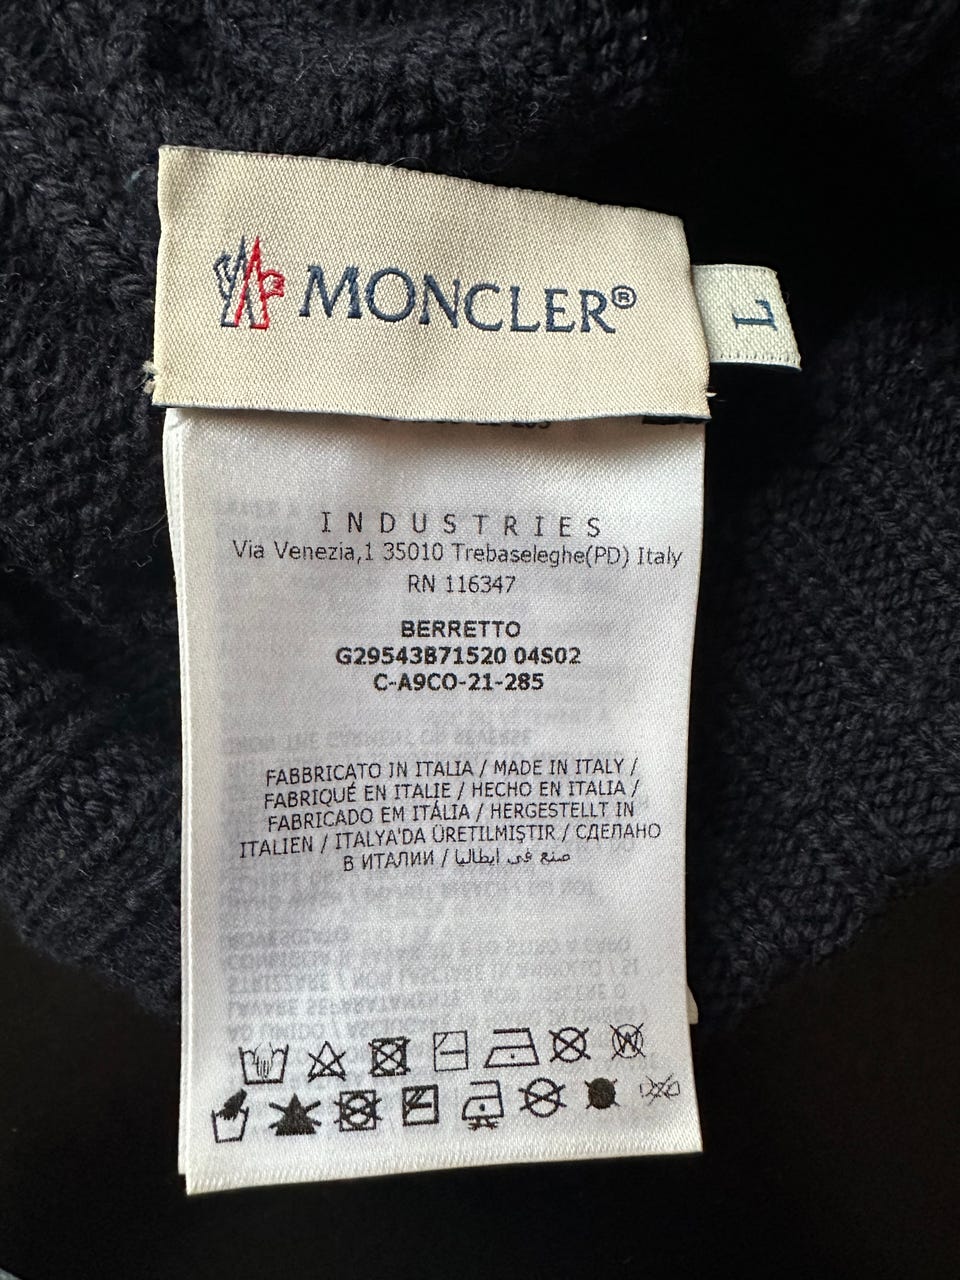 MONCLER®
L
INDUSTRIES
Via Venezia,1 35010 Trebaseleghe(PD) Italy
RN 116347
BERRETTO
G29543B71520 04S02
C-A9CO-21-285
FABBRICATO IN ITALIA / MADE IN ITALY /
FABRIQUÉ EN ITALIE / HECHO EN ITALIA /
FABRICADO EM ITÁLIA / HERGESTELLT IN
ITALIEN / ITALYA'DA ÜRETILMIŞTIR / СДЕЛАНО
В ИТАЛИИ / صنع في ايطاليا